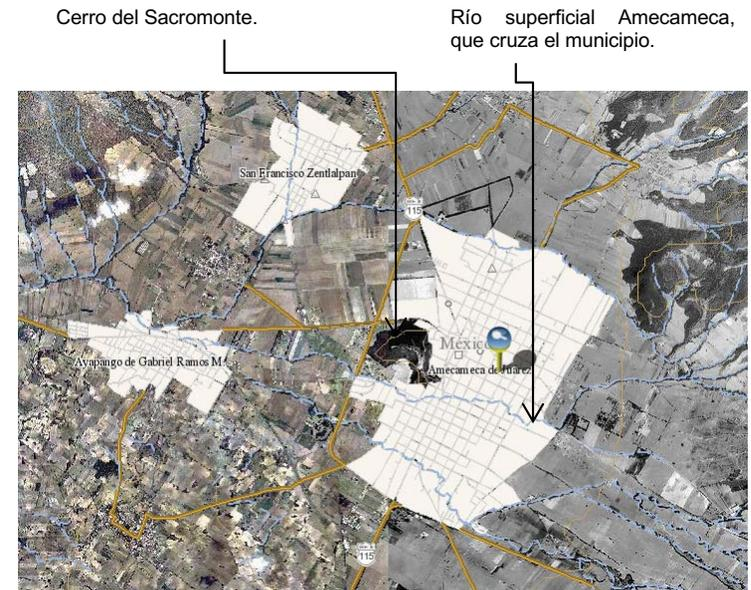 Cerro del Sacromonte.
Río superficial Amecameca,
que cruza el municipio.
San Francisco Zentlalpan
115
México
Ayapango de Gabriel Ramos M.
Amecameca de Juárez
115